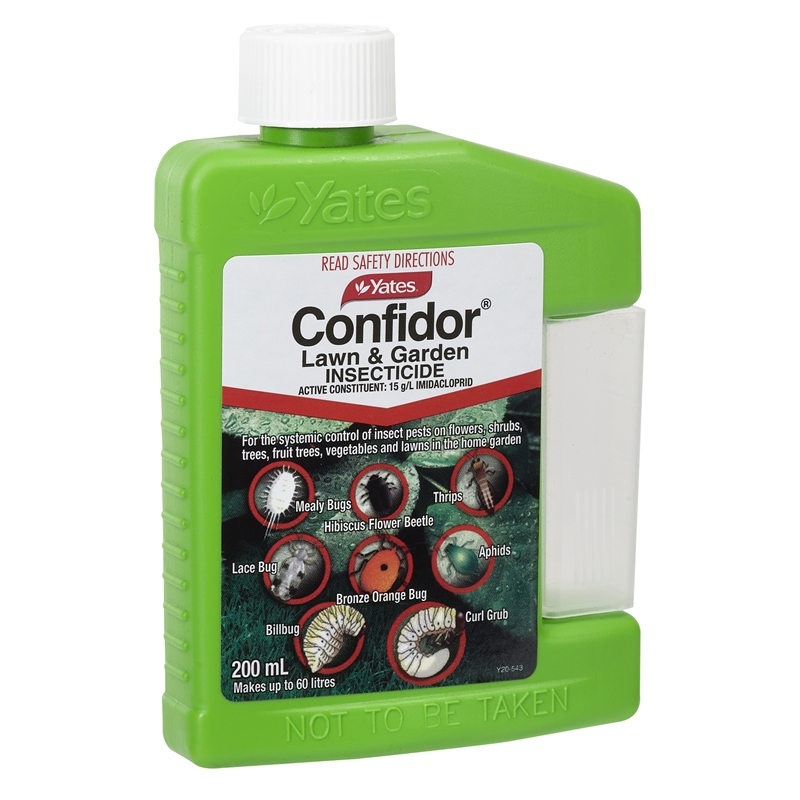 Yates
READ SAFETY DIRECTIONS
Yates
Confidor®
Lawn & Garden
INSECTICIDE
ACTIVE CONSTITUENT: 15 g/L IMIDACLOPRID
For the systemic control of insect pests on flowers, shrubs,
trees, fruit trees, vegetables and lawns in the home garden
Mealy Bugs
Hibiscus Flower Beetle
Thrips
Lace Bug
Bronze Orange Bug
Aphids
Billbug
Curl Grub
200 mL
Makes up to 60 litres
Y20-543
NOT TO BE TAKEN